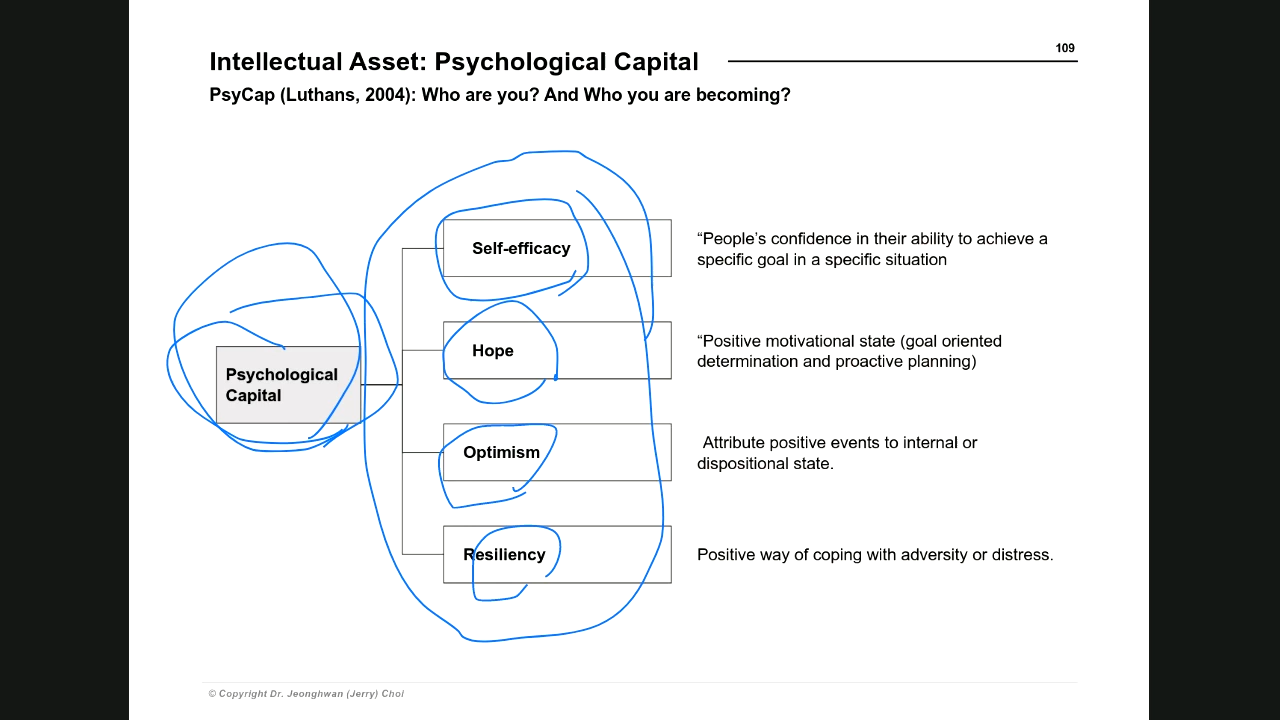 109
Intellectual Asset: Psychological Capital
PsyCap (Luthans, 2004): Who are you? And Who you are becoming?
Self-efficacy
“People’s confidence in their ability to achieve a
specific goal in a specific situation
Hope
“Positive motivational state (goal oriented
determination and proactive planning)
Psychological
Capital
Optimism
Attribute positive events to internal or
dispositional state.
Resiliency
Positive way of coping with adversity or distress.
© Copyright Dr. Jeonghwan (Jerry) Choi